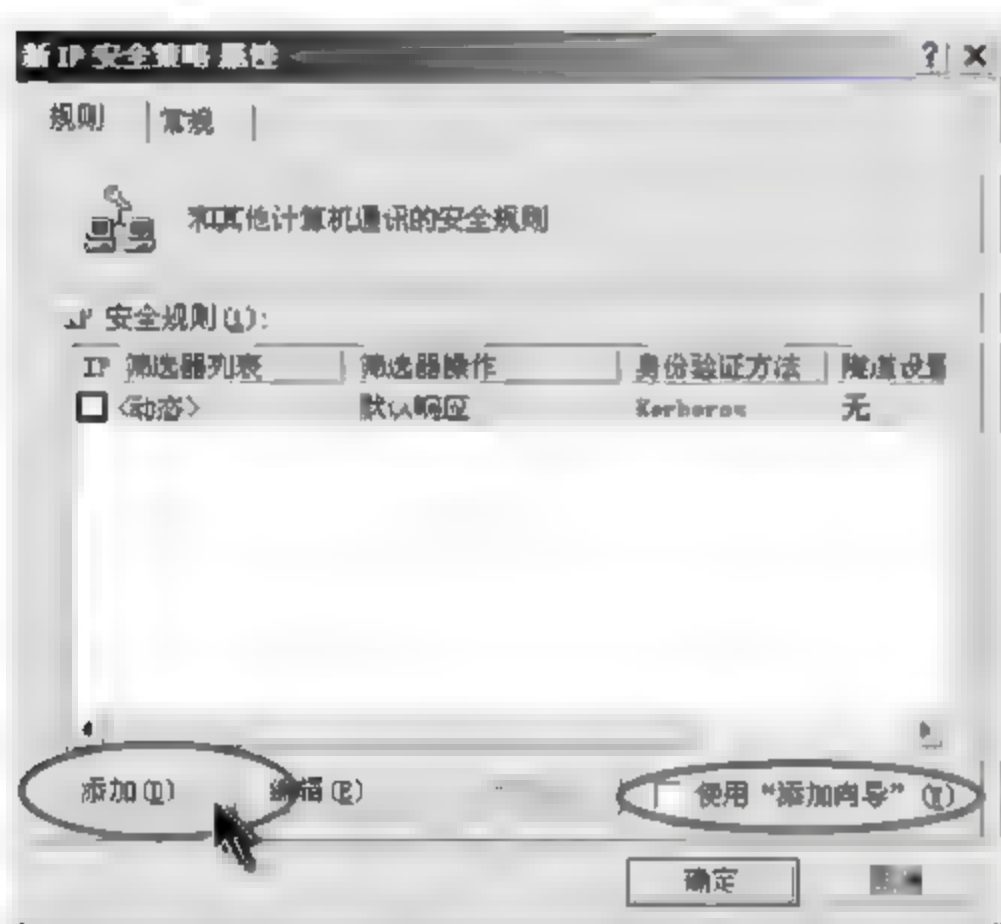 新 IP 安全策略 属性
规则 常规
和其他计算机通讯的安全规则
IP 安全规则(I):
IP 筛选器列表 筛选器操作 身份验证方法 隧道设置
<动态> 默认响应 Kerberos 无
添加(D) 编辑(E) 使用“添加向导”(W)
确定